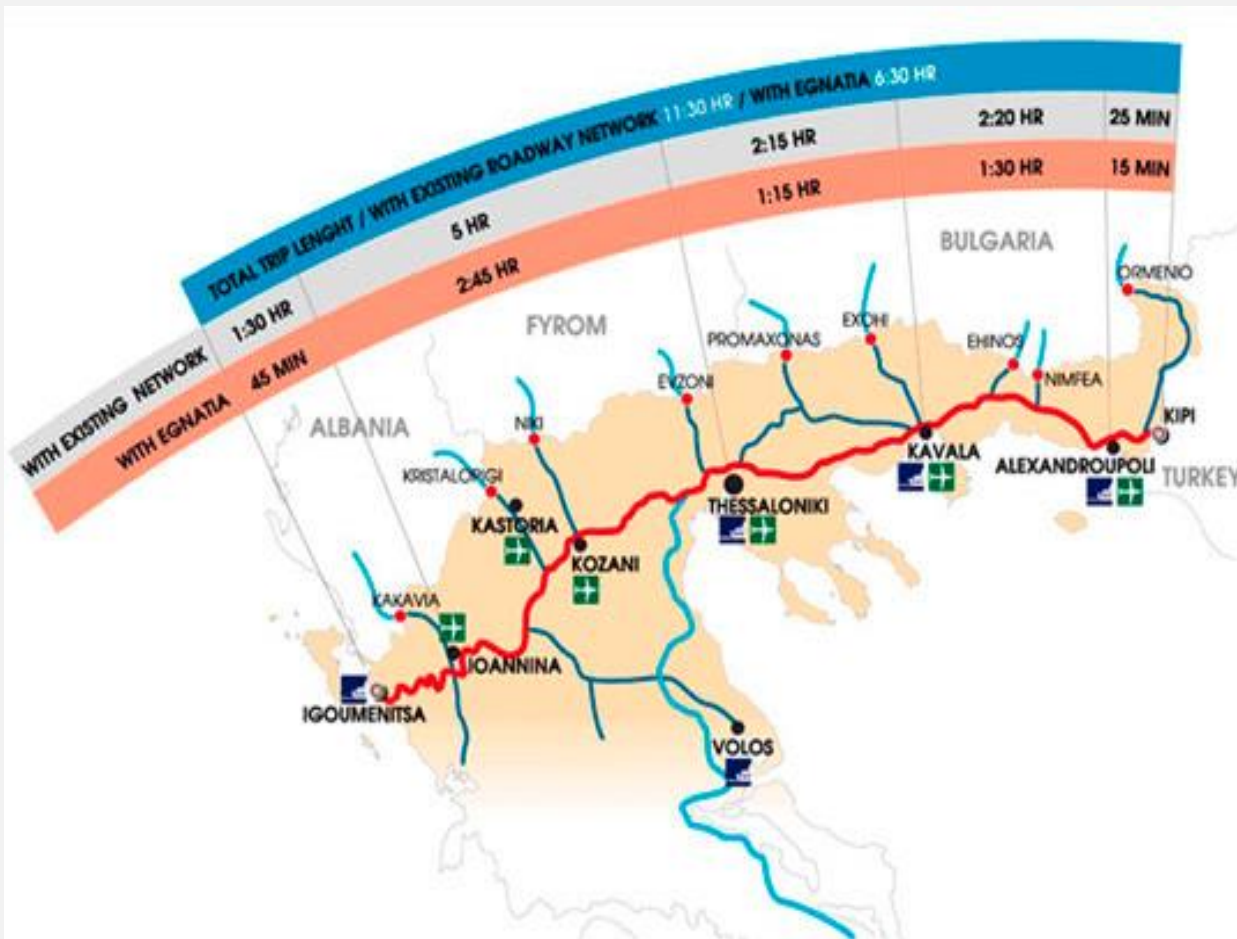 TOTAL TRIP LENGHT / WITH EXISTING ROADWAY NETWORK 11:30 HR / WITH EGNATIA 6:30 HR
WITH EXISTING NETWORK 1:30 HR 5 HR 2:15 HR 2:20 HR 25 MIN
WITH EGNATIA 45 MIN 2:45 HR 1:15 HR 1:30 HR 15 MIN
BULGARIA
ORMENIO
FYROM
EXOHI
PROMAXONAS
EHINOS
NIMFEA
EVZONI
KIPI
ALBANIA
NIKI
KAVALA
ALEXANDROUPOLI
TURKEY
KRISTALOPIGI
THESSALONIKI
KASTORIA
KOZANI
KAKAVIA
IOANNINA
IGOUMENITSA
VOLOS